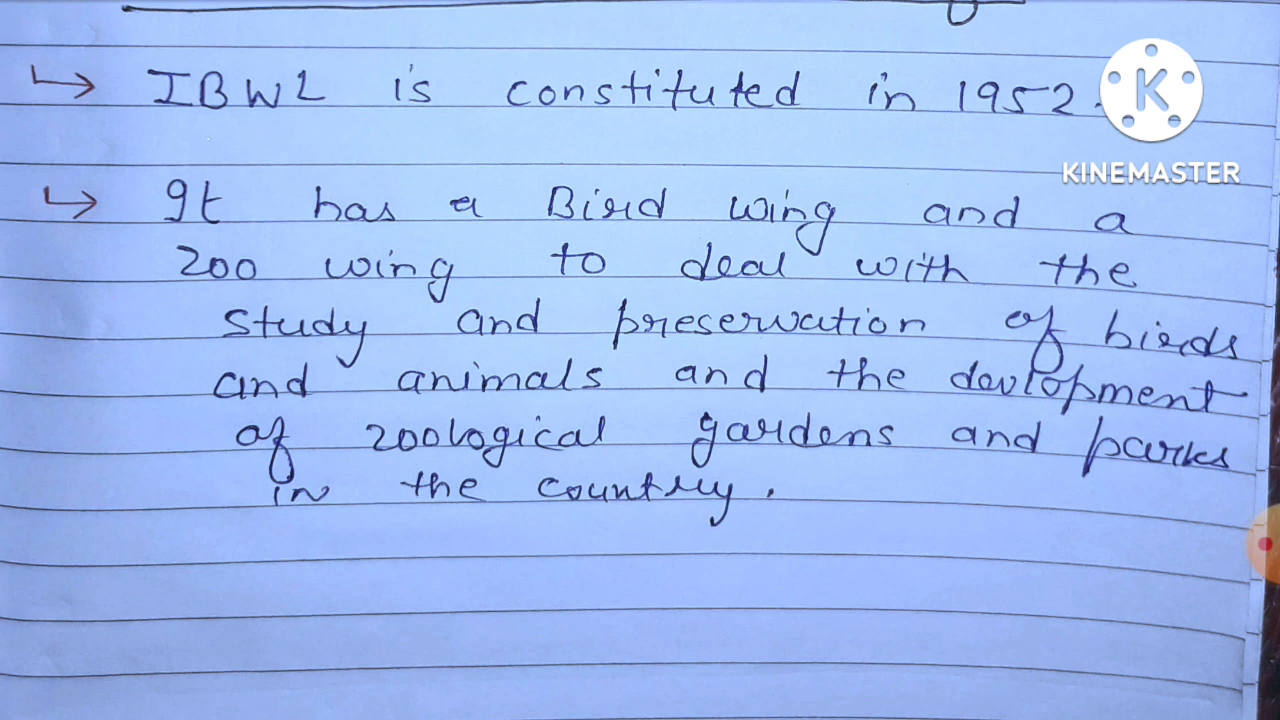 ↳ IBWL is constituted in 1952.
K
KINEMASTER
↳ It has a Bird wing and a
zoo wing to deal with the
study and preservation of birds
and animals and the devlopment
of zoological gardens and parks
in the country.